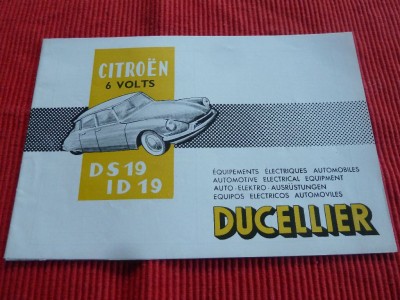 CITROËN
6 VOLTS
DS 19
ID 19
EQUIPEMENTS ÉLECTRIQUES AUTOMOBILES
AUTOMOTIVE ELECTRICAL EQUIPMENT
AUTO-ELEKTRO-AUSRÜSTUNGEN
EQUIPOS ELECTRICOS AUTOMOVILES
DUCELLIER